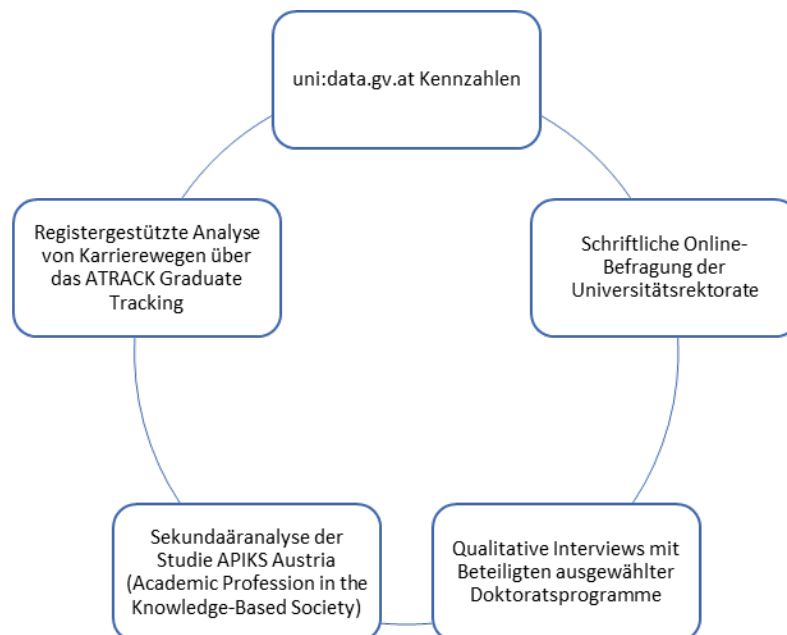 uni:data.gv.at Kennzahlen
Schriftliche Online-
Befragung der
Universitätsrektorate
Qualitative Interviews mit
Beteiligten ausgewählter
Doktoratsprogramme
Sekundaäranalyse der
Studie APIKS Austria
(Academic Profession in the
Knowledge-Based Society)
Registergestützte Analyse
von Karrierewegen über
das ATRACK Graduate
Tracking